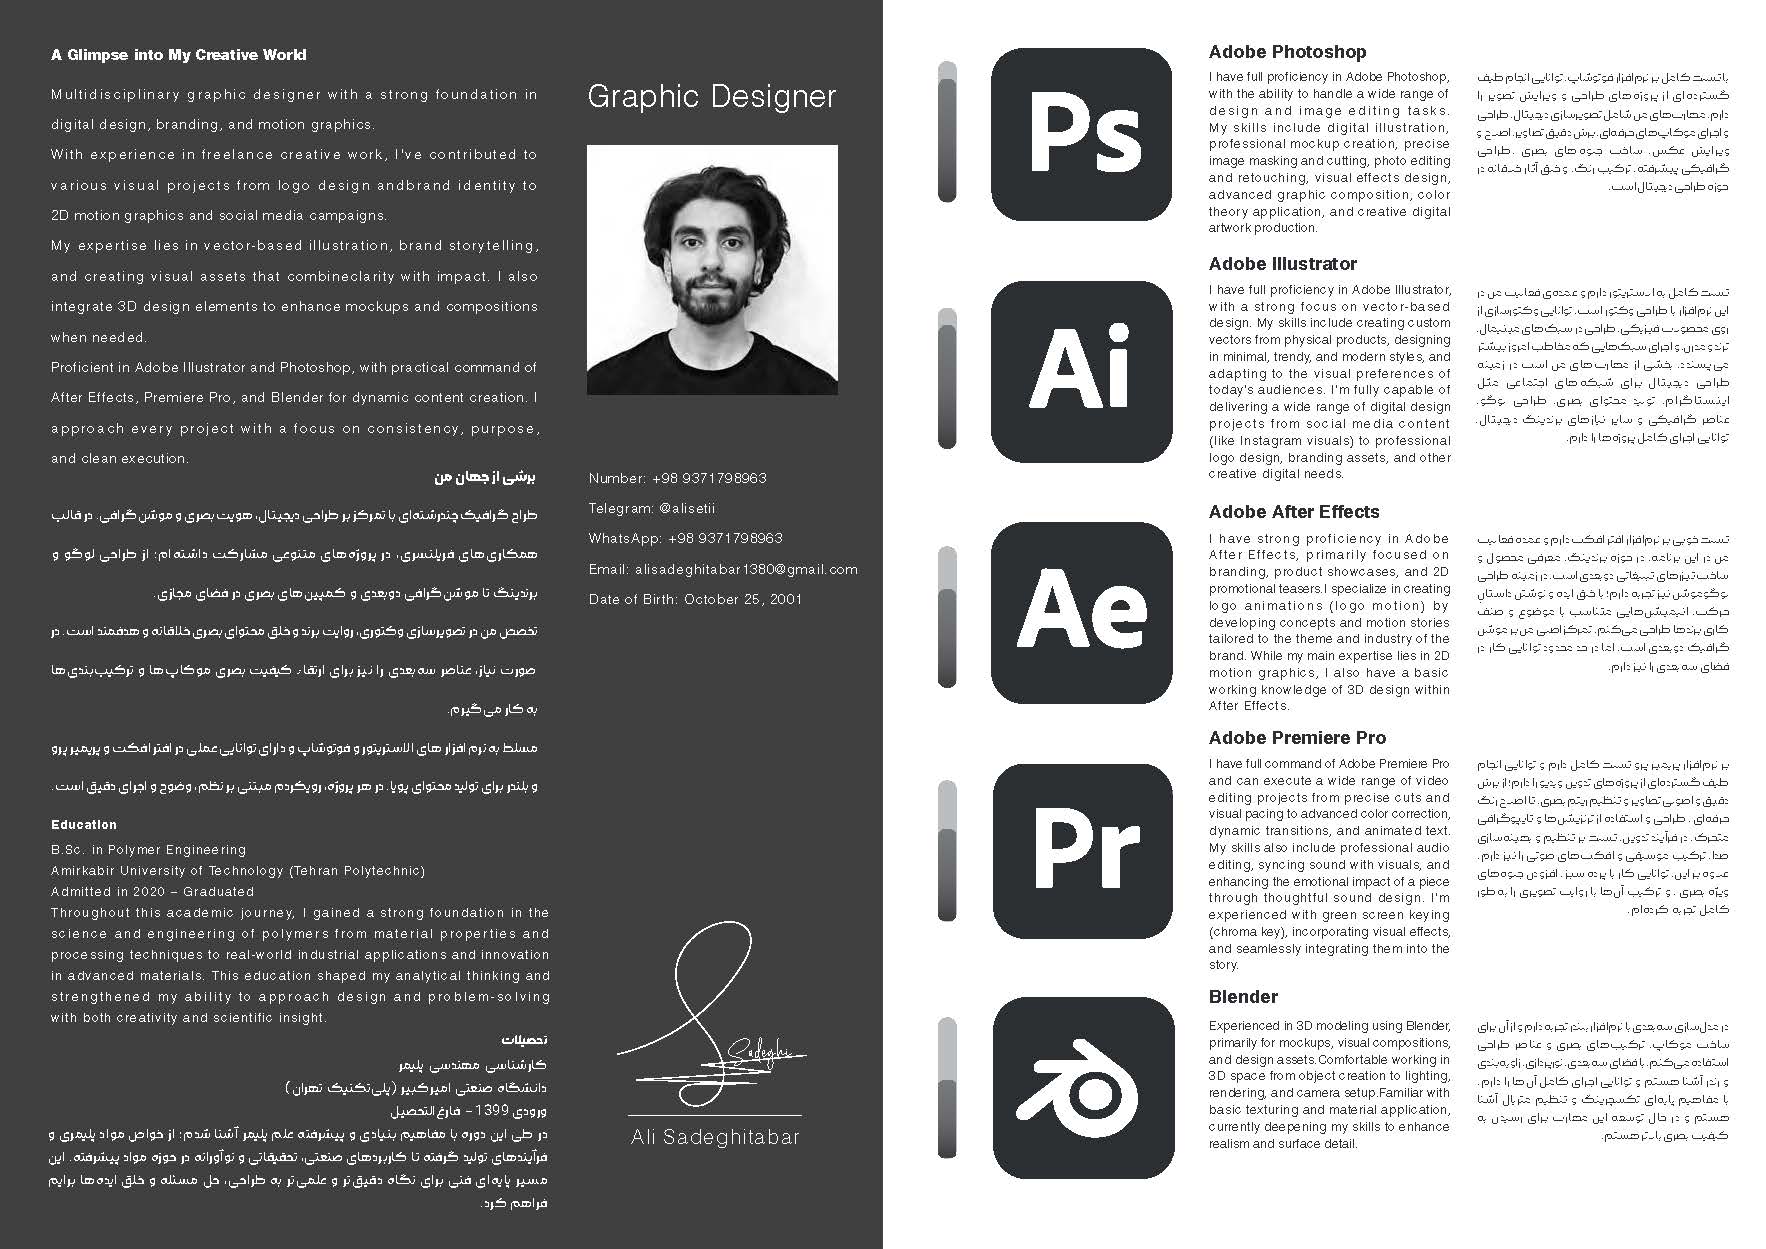 A Glimpse into My Creative World
Multidisciplinary graphic designer with a strong foundation in
digital design, branding, and motion graphics.
With experience in freelance creative work, I've contributed to
various visual projects from logo design andbrand identity to
2D motion graphics and social media campaigns.
My expertise lies in vector-based illustration, brand storytelling,
and creating visual assets that combineclarity with impact. I also
integrate 3D design elements to enhance mockups and compositions
when needed.
Proficient in Adobe Illustrator and Photoshop, with practical command of
After Effects, Premiere Pro, and Blender for dynamic content creation. I
approach every project with a focus on consistency, purpose,
and clean execution.
برشی از جهان من
طراح گرافیک چندرشته‌ای با تمرکز بر طراحی دیجیتال، هویت بصری و موشن‌گرافی. در قالب
همکاری‌های فریلنسری، در پروژه‌های متنوعی مشارکت داشته‌ام؛ از طراحی لوگو و
برندینگ تا موشن‌گرافی دوبعدی و کمپین‌های بصری در فضای مجازی.
تخصص من در تصویرسازی وکتوری، روایت برند و خلق محتوای بصری خلاقانه و هدفمند است. در
صورت نیاز، عناصر سه‌بعدی را نیز برای ارتقاء کیفیت بصری موکاپ‌ها و ترکیب‌بندی‌ها
به کار می‌گیرم.
مسلط به نرم افزار های الاستریتور و فوتوشاپ و دارای توانایی عملی در افتر افکت و پریمیر پرو
و بلندر برای تولید محتوای پویا. در هر پروژه، رویکردم مبتنی بر نظم، وضوح و اجرای دقیق است.
Education
B.Sc. in Polymer Engineering
Amirkabir University of Technology (Tehran Polytechnic)
Admitted in 2020 – Graduated
Throughout this academic journey, I gained a strong foundation in the
science and engineering of polymers from material properties and
processing techniques to real-world industrial applications and innovation
in advanced materials. This education shaped my analytical thinking and
strengthened my ability to approach design and problem-solving
with both creativity and scientific insight.
تحصیلات
کارشناسی مهندسی پلیمر
دانشگاه صنعتی امیرکبیر (پلی‌تکنیک تهران)
ورودی 1399 – فارغ‌التحصیل
در طی این دوره با مفاهیم بنیادی و پیشرفته علم پلیمر آشنا شدم؛ از خواص مواد پلیمری و
فرآیندهای تولید گرفته تا کاربردهای صنعتی، تحقیقاتی و نوآورانه در حوزه مواد پیشرفته. این
مسیر پایه‌ای فنی برای نگاه دقیق‌تر و علمی‌تر به طراحی، حل مسئله و خلق ایده‌ها برایم
فراهم کرد.
Graphic Designer
Number: +98 9371798963
Telegram: @alisetii
WhatsApp: +98 9371798963
Email: alisadeghitabar1380@gmail.com
Date of Birth: October 25, 2001
Sadeghi
Ali Sadeghitabar
Ps
Adobe Photoshop
I have full proficiency in Adobe Photoshop,
with the ability to handle a wide range of
design and image editing tasks.
My skills include digital illustration,
professional mockup creation, precise
image masking and cutting, photo editing
and retouching, visual effects design,
advanced graphic composition, color
theory application, and creative digital
artwork production.
با تست کامل بر نرم‌افزار فوتوشاپ، توانایی انجام طیف
گسترده‌ای از پروژه‌های طراحی و ویرایش تصویر را
دارم. مهارت‌های من شامل تصویرسازی دیجیتال، طراحی
و اجرای موکاپ‌های حرفه‌ای، برش دقیق تصاویر، اصلاح و
ویرایش عکس، ساخت جلوه‌های بصری ،طراحی
گرافیکی پیشرفته، ترکیب رنگ، و خلق آثار خلاقانه در
حوزه طراحی دیجیتال است.
Ai
Adobe Illustrator
I have full proficiency in Adobe Illustrator,
with a strong focus on vector-based
design. My skills include creating custom
vectors from physical products, designing
in minimal, trendy, and modern styles, and
adapting to the visual preferences of
today's audiences. I'm fully capable of
delivering a wide range of digital design
projects from social media content
(like Instagram visuals) to professional
logo design, branding assets, and other
creative digital needs.
تست کامل به الستریتور دارم و عمده‌ی فعالیت من در
این نرم‌افزار با طراحی وکتور است. توانایی وکتورسازی از
روی محصولات فیزیکی، طراحی در سبک‌های مینیمال،
ترند و مدرن، و اجرای سبک‌هایی که مخاطب امروز بیشتر
می‌پسندد، بخشی از مهارت‌های من است. در زمینه
طراحی دیجیتال برای شبکه‌های اجتماعی مثل
اینستاگرام، تولید محتوای بصری، طراحی لوگو،
عناصر گرافیکی و سایر نیازهای برندینگ دیجیتال،
توانایی اجرای کامل پروژه‌ها را دارم.
Ae
Adobe After Effects
I have strong proficiency in Adobe
After Effects, primarily focused on
branding, product showcases, and 2D
promotional teasers.I specialize in creating
logo animations (logo motion) by
developing concepts and motion stories
tailored to the theme and industry of the
brand. While my main expertise lies in 2D
motion graphics, I also have a basic
working knowledge of 3D design within
After Effects.
تست خوبی بر نرم‌افزار افتر افکت دارم و عمده فعالیت
من در این برنامه، در حوزه برندینگ، معرفی محصول و
ساخت تیزرهای تبلیغاتی دوبعدی است. در زمینه طراحی
لوگوموشن نیز تجربه دارم؛ با خلق ایده و نوشتن داستانِ
حرکت، انیمیشن‌هایی متناسب با موضوع و صنف
کاری برندها طراحی می‌کنم. تمرکز اصلی من بر موشن
گرافیک دوبعدی است، اما در حد محدود توانایی کار در
فضای سه‌بعدی را نیز دارم.
Pr
Adobe Premiere Pro
I have full command of Adobe Premiere Pro
and can execute a wide range of video
editing projects from precise cuts and
visual pacing to advanced color correction,
dynamic transitions, and animated text.
My skills also include professional audio
editing, syncing sound with visuals, and
enhancing the emotional impact of a piece
through thoughtful sound design. I'm
experienced with green screen keying
(chroma key), incorporating visual effects,
and seamlessly integrating them into the
story.
بر نرم‌افزار پریمیر پرو تست کامل دارم و توانایی انجام
طیف گسترده‌ای از پروژه‌های تدوین ویدیو را دارم؛ از برش
دقیق و اصولی تصاویر و تنظیم ریتم بصری، تا اصلاح رنگ
حرفه‌ای ، طراحی و استفاده از ترنزیشن‌ها و تایپوگرافی
متحرک. در فرآیند تدوین، تست بر تنظیم و بهینه‌سازی
صدا، ترکیب موسیقی و افکت‌های صوتی را نیز دارم.
علاوه بر این، توانایی کار با پرده سبز، افزودن جلوه‌های
ویژه بصری ، و ترکیب آن‌ها با روایت تصویری را به طور
کامل تجربه کرده‌ام.
Blender
Experienced in 3D modeling using Blender,
primarily for mockups, visual compositions,
and design assets.Comfortable working in
3D space from object creation to lighting,
rendering, and camera setup.Familiar with
basic texturing and material application,
currently deepening my skills to enhance
realism and surface detail.
در مدل‌سازی سه‌بعدی با نرم‌افزار بلندر تجربه دارم و از آن برای
ساخت موکاپ، ترکیب‌های بصری و عناصر طراحی
استفاده می‌کنم. با فضای سه‌بعدی، نورپردازی، زاویه‌بندی
و رندر آشنا هستم و توانایی اجرای کامل آن‌ها را دارم.
با مفاهیم پایه‌ای تکسچرینگ و تنظیم متریال آشنا
هستم و در حال توسعه این مهارت برای رسیدن به
کیفیت بصری بالاتر هستم.